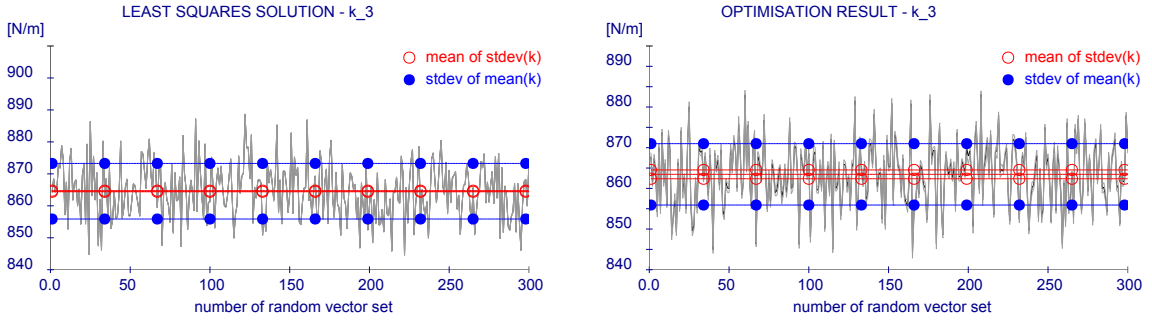 LEAST SQUARES SOLUTION - k_3
[N/m]
mean of stdev(k)
stdev of mean(k)
900
890
880
870
860
850
840
0.0 50 100 150 200 250 300
number of random vector set
OPTIMISATION RESULT - k_3
[N/m]
mean of stdev(k)
stdev of mean(k)
890
880
870
860
850
840
0.0 50 100 150 200 250 300
number of random vector set